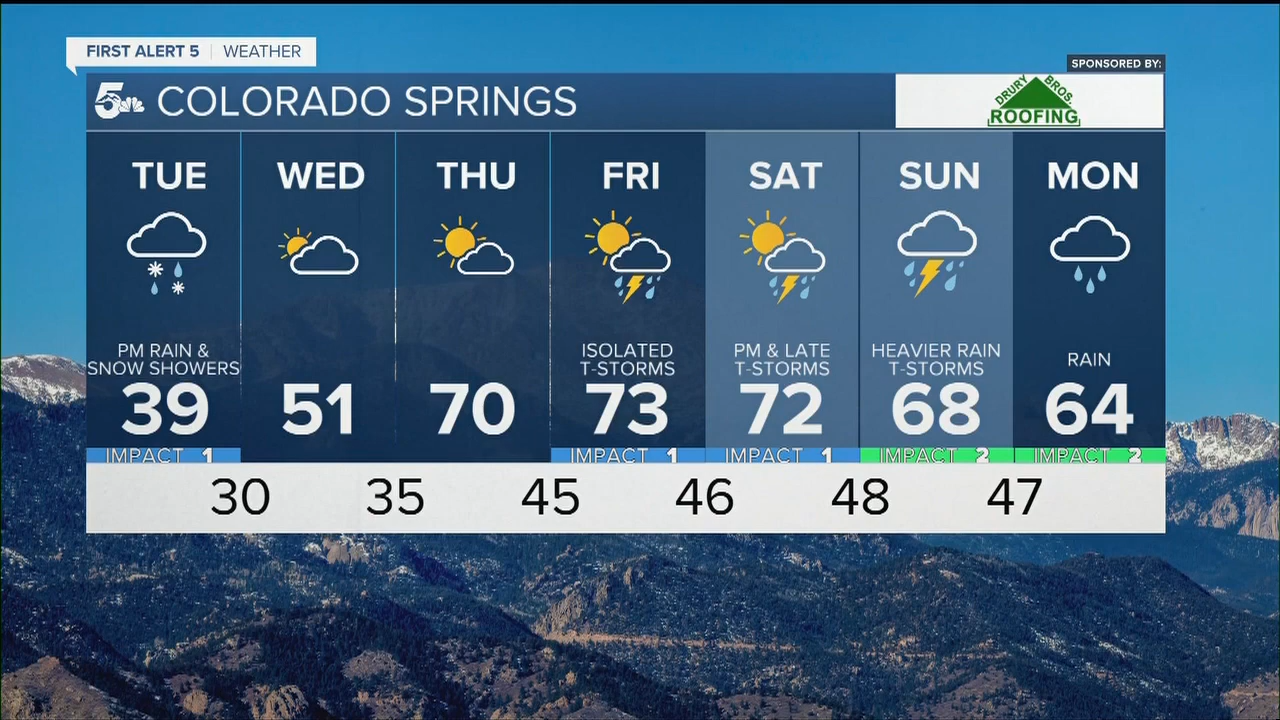 FIRST ALERT 5 | WEATHER
SPONSORED BY:
5 COLORADO SPRINGS
DRURY BROS.
ROOFING
TUE WED THU FRI SAT SUN MON
PM RAIN & SNOW SHOWERS
ISOLATED T-STORMS
PM & LATE T-STORMS
HEAVIER RAIN T-STORMS
RAIN
39 51 70 73 72 68 64
IMPACT 1 IMPACT 1 IMPACT 1 IMPACT 2 IMPACT 2
30 35 45 46 48 47